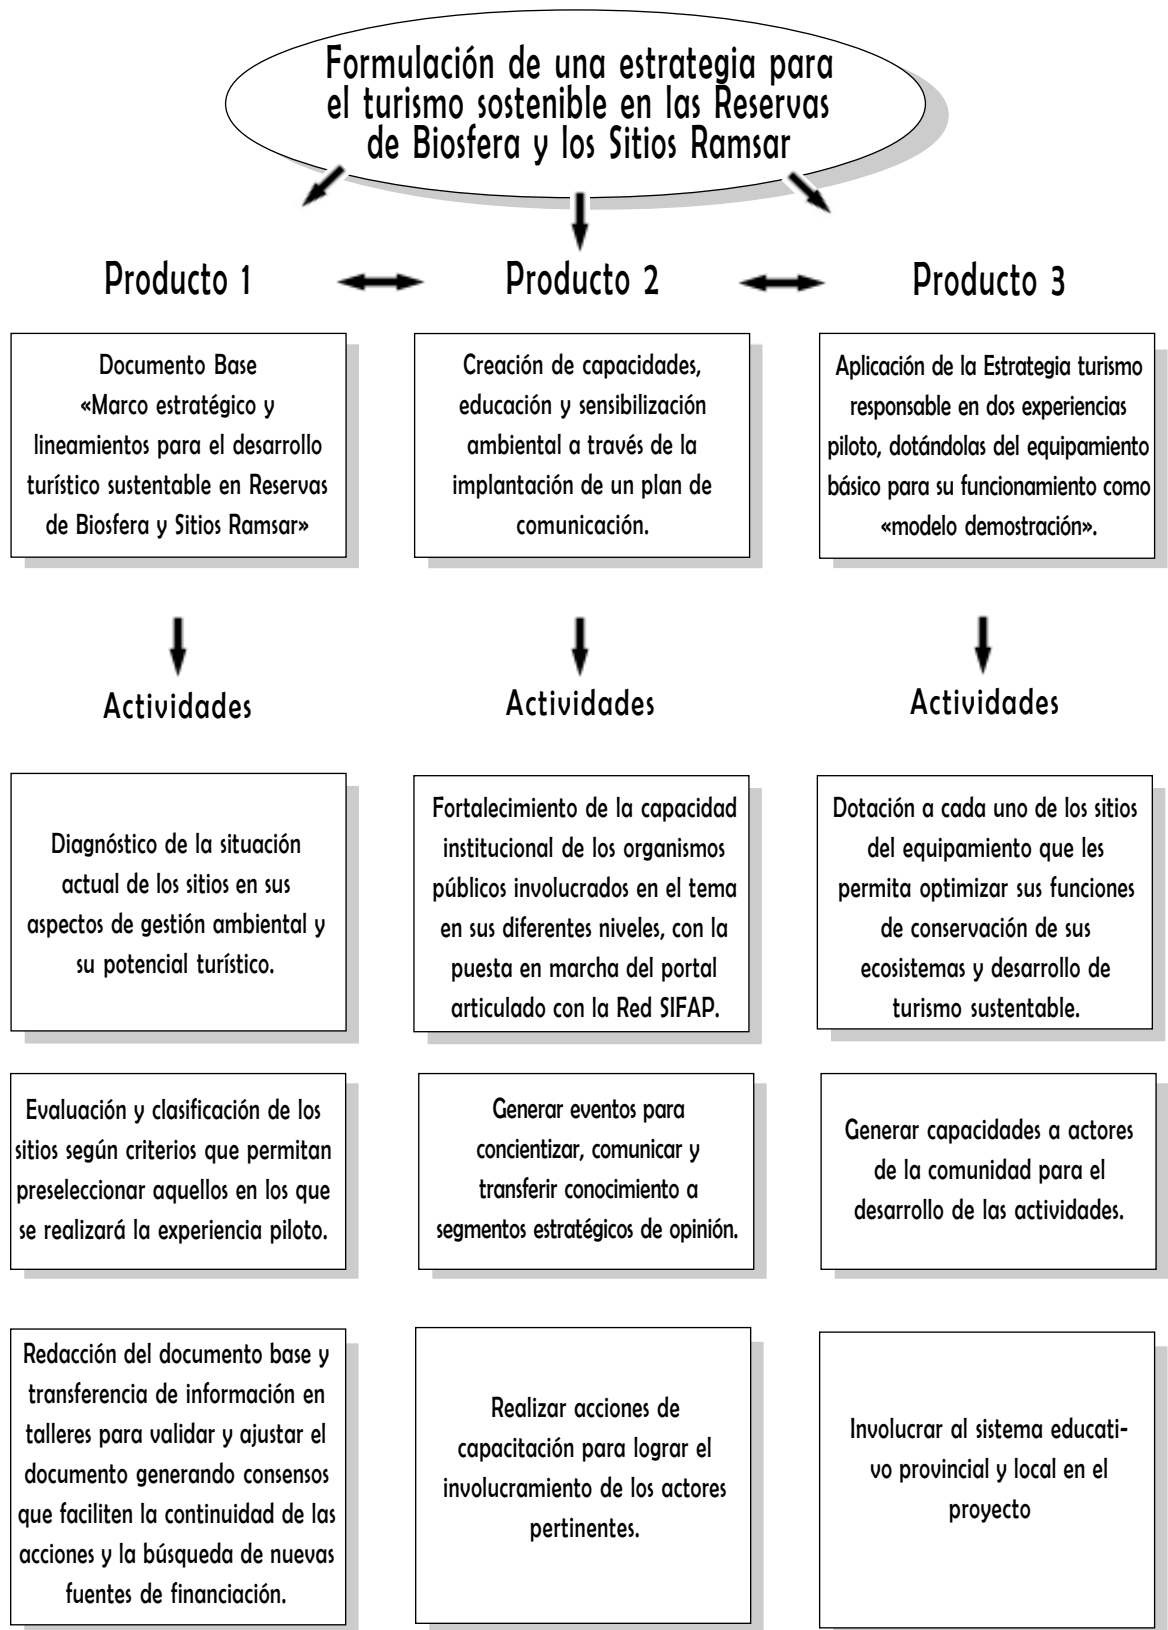 Formulación de una estrategia para
el turismo sostenible en las Reservas
de Biosfera y los Sitios Ramsar
Producto 1
Producto 2
Producto 3
Documento Base
«Marco estratégico y
lineamientos para el desarrollo
turístico sustentable en Reservas
de Biosfera y Sitios Ramsar»
Creación de capacidades,
educación y sensibilización
ambiental a través de la
implantación de un plan de
comunicación.
Aplicación de la Estrategia turismo
responsable en dos experiencias
piloto, dotándolas del equipamiento
básico para su funcionamiento como
«modelo demostración».
Actividades
Actividades
Actividades
Diagnóstico de la situación
actual de los sitios en sus
aspectos de gestión ambiental y
su potencial turístico.
Fortalecimiento de la capacidad
institucional de los organismos
públicos involucrados en el tema
en sus diferentes niveles, con la
puesta en marcha del portal
articulado con la Red SIFAP.
Dotación a cada uno de los sitios
del equipamiento que les
permita optimizar sus funciones
de conservación de sus
ecosistemas y desarrollo de
turismo sustentable.
Evaluación y clasificación de los
sitios según criterios que permitan
preseleccionar aquellos en los que
se realizará la experiencia piloto.
Generar eventos para
concientizar, comunicar y
transferir conocimiento a
segmentos estratégicos de opinión.
Generar capacidades a actores
de la comunidad para el
desarrollo de las actividades.
Redacción del documento base y
transferencia de información en
talleres para validar y ajustar el
documento generando consensos
que faciliten la continuidad de las
acciones y la búsqueda de nuevas
fuentes de financiación.
Realizar acciones de
capacitación para lograr el
involucramiento de los actores
pertinentes.
Involucrar al sistema educati-
vo provincial y local en el
proyecto